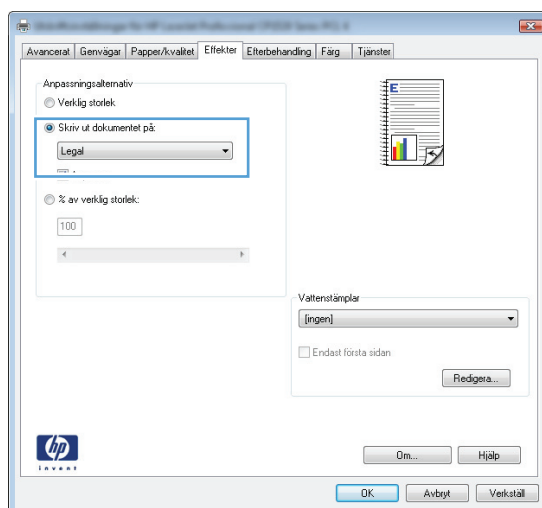 Avancerat Genvägar Papper/kvalitet Effekter Efterbehandling Färg Tjänster
Anpassningsalternativ
Verklig storlek
Skriv ut dokumentet på:
Legal
% av verklig storlek:
100
E
Vattenstämplar
[ingen]
Endast första sidan
Redigera...
hp
invent
Om... Hjälp
OK Avbryt Verkställ